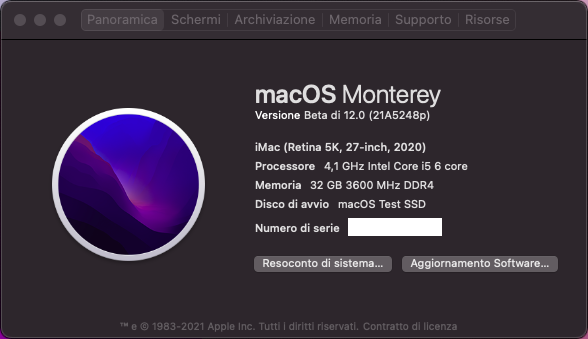 Panoramica Schermi Archiviazione Memoria Supporto Risorse
macOS Monterey
Versione Beta di 12.0 (21A5248p)
iMac (Retina 5K, 27-inch, 2020)
Processore 4,1 GHz Intel Core i5 6 core
Memoria 32 GB 3600 MHz DDR4
Disco di avvio macOS Test SSD
Numero di serie
Resoconto di sistema... Aggiornamento Software...
™ e © 1983-2021 Apple Inc. Tutti i diritti riservati. Contratto di licenza